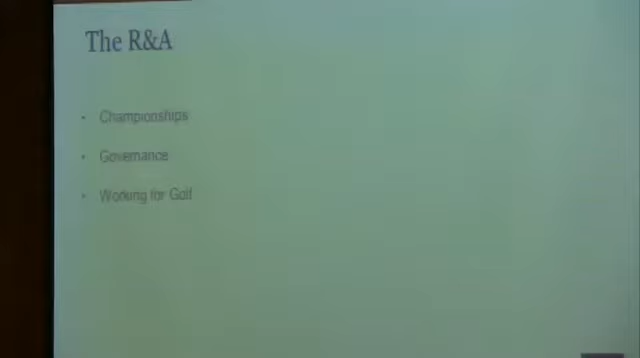 The R&A
• Championships
• Governance
• Working for Golf